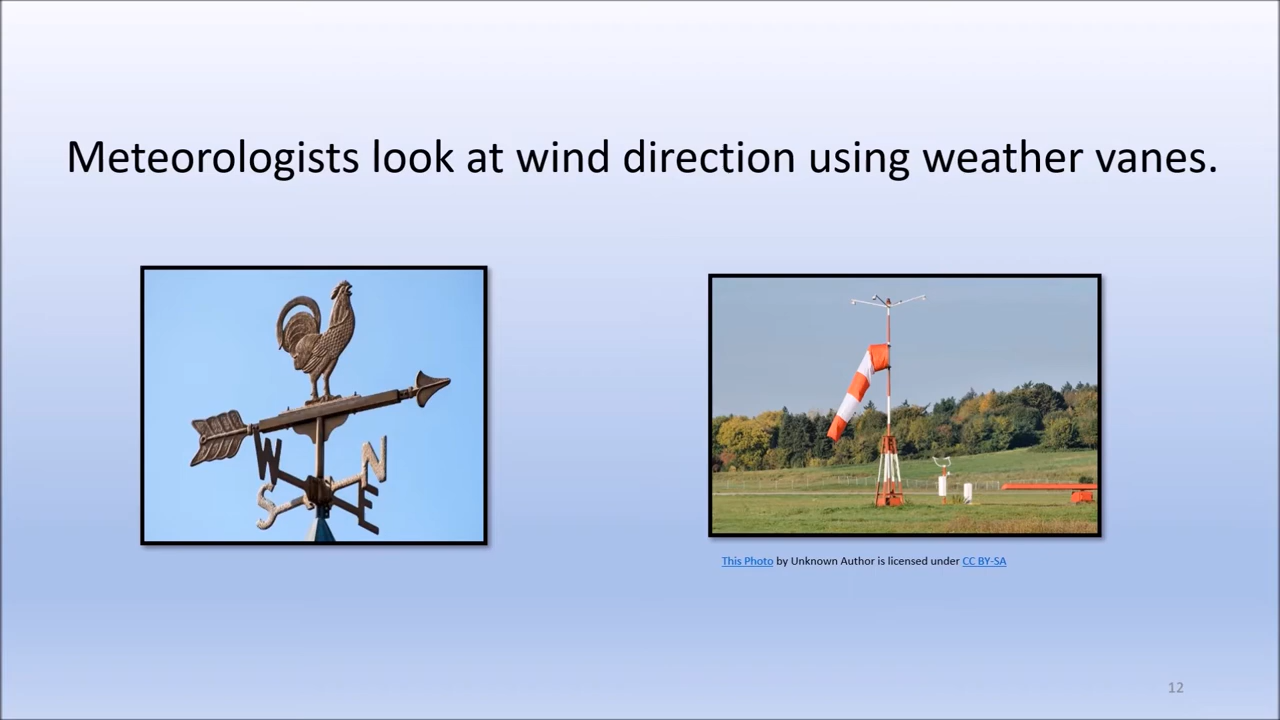 Meteorologists look at wind direction using weather vanes.
W
N
S
E
This Photo by Unknown Author is licensed under CC BY-SA
12